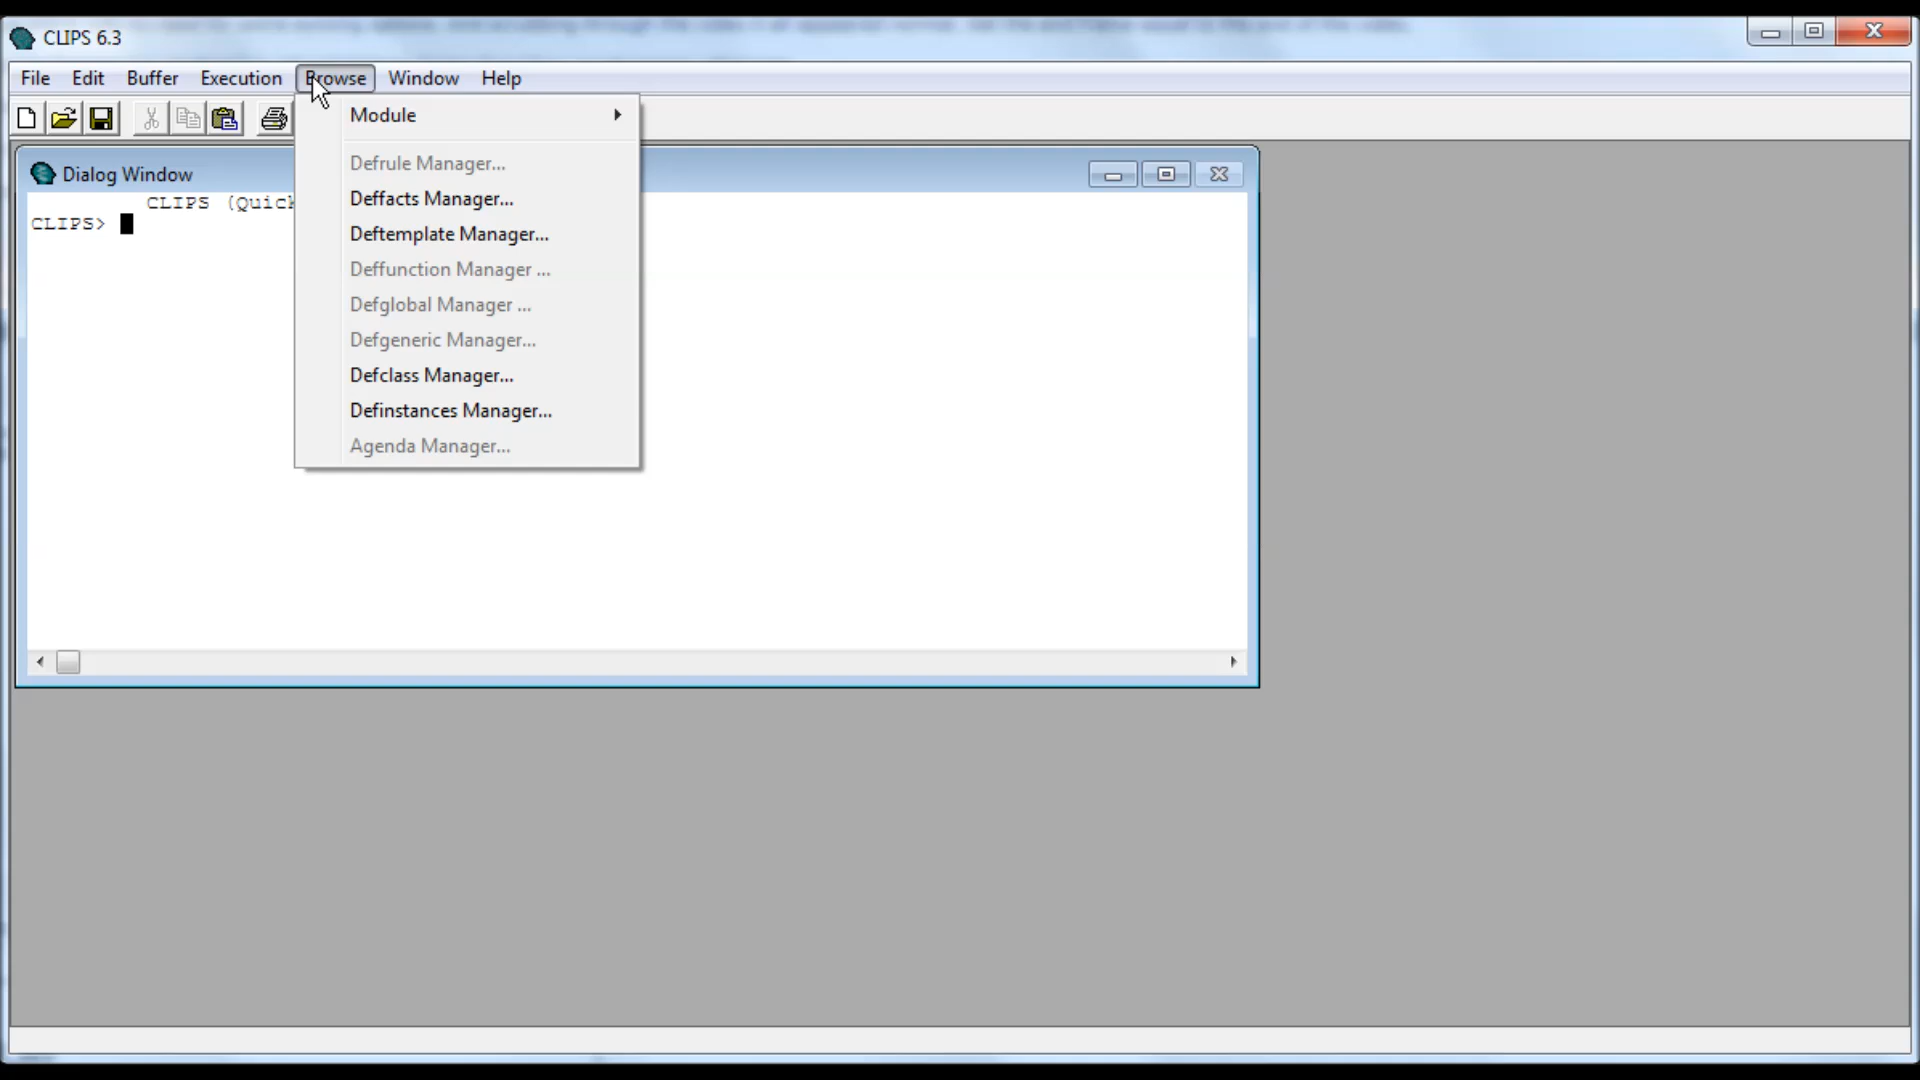 CLIPS 6.3
File Edit Buffer Execution Browse Window Help
Module
Defrule Manager...
Deffacts Manager...
Deftemplate Manager...
Deffunction Manager ...
Defglobal Manager ...
Defgeneric Manager...
Defclass Manager...
Definstances Manager...
Agenda Manager...
Dialog Window
CLIPS (Quick
CLIPS>